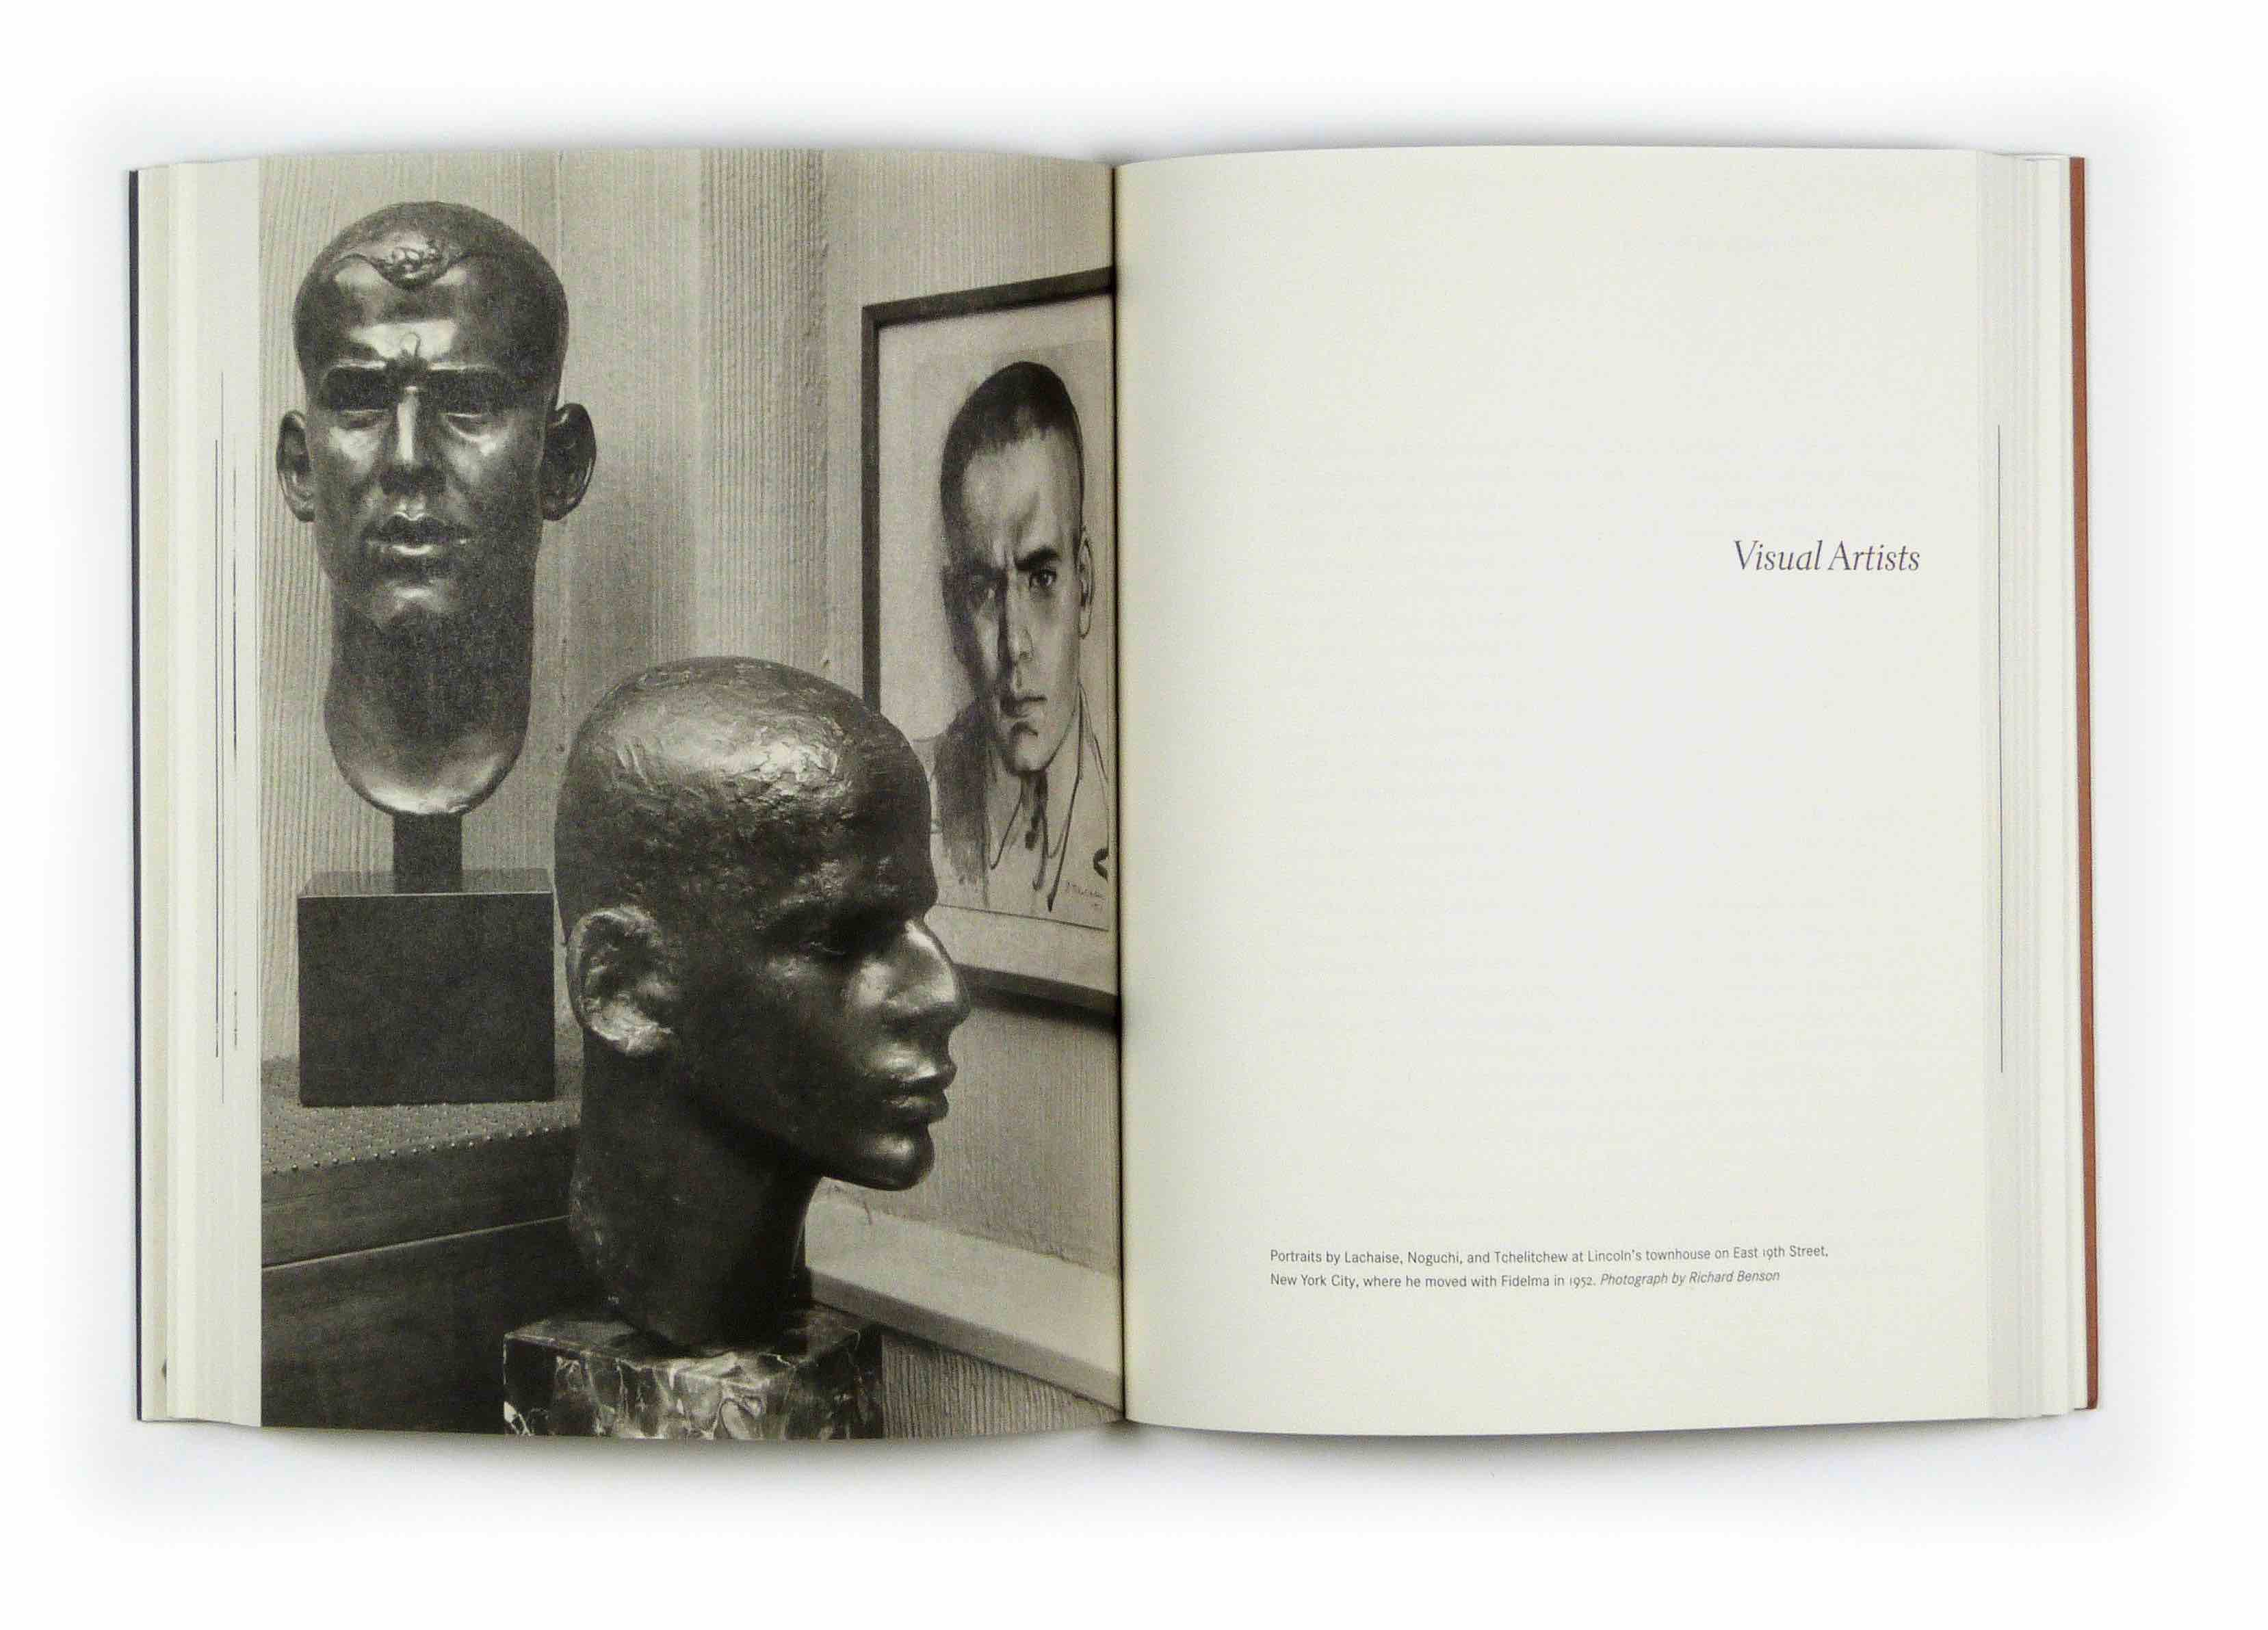 Visual Artists
Portraits by Lachaise, Noguchi, and Tchelitchew at Lincoln's townhouse on East 19th Street,
New York City, where he moved with Fidelma in 1952. Photograph by Richard Benson